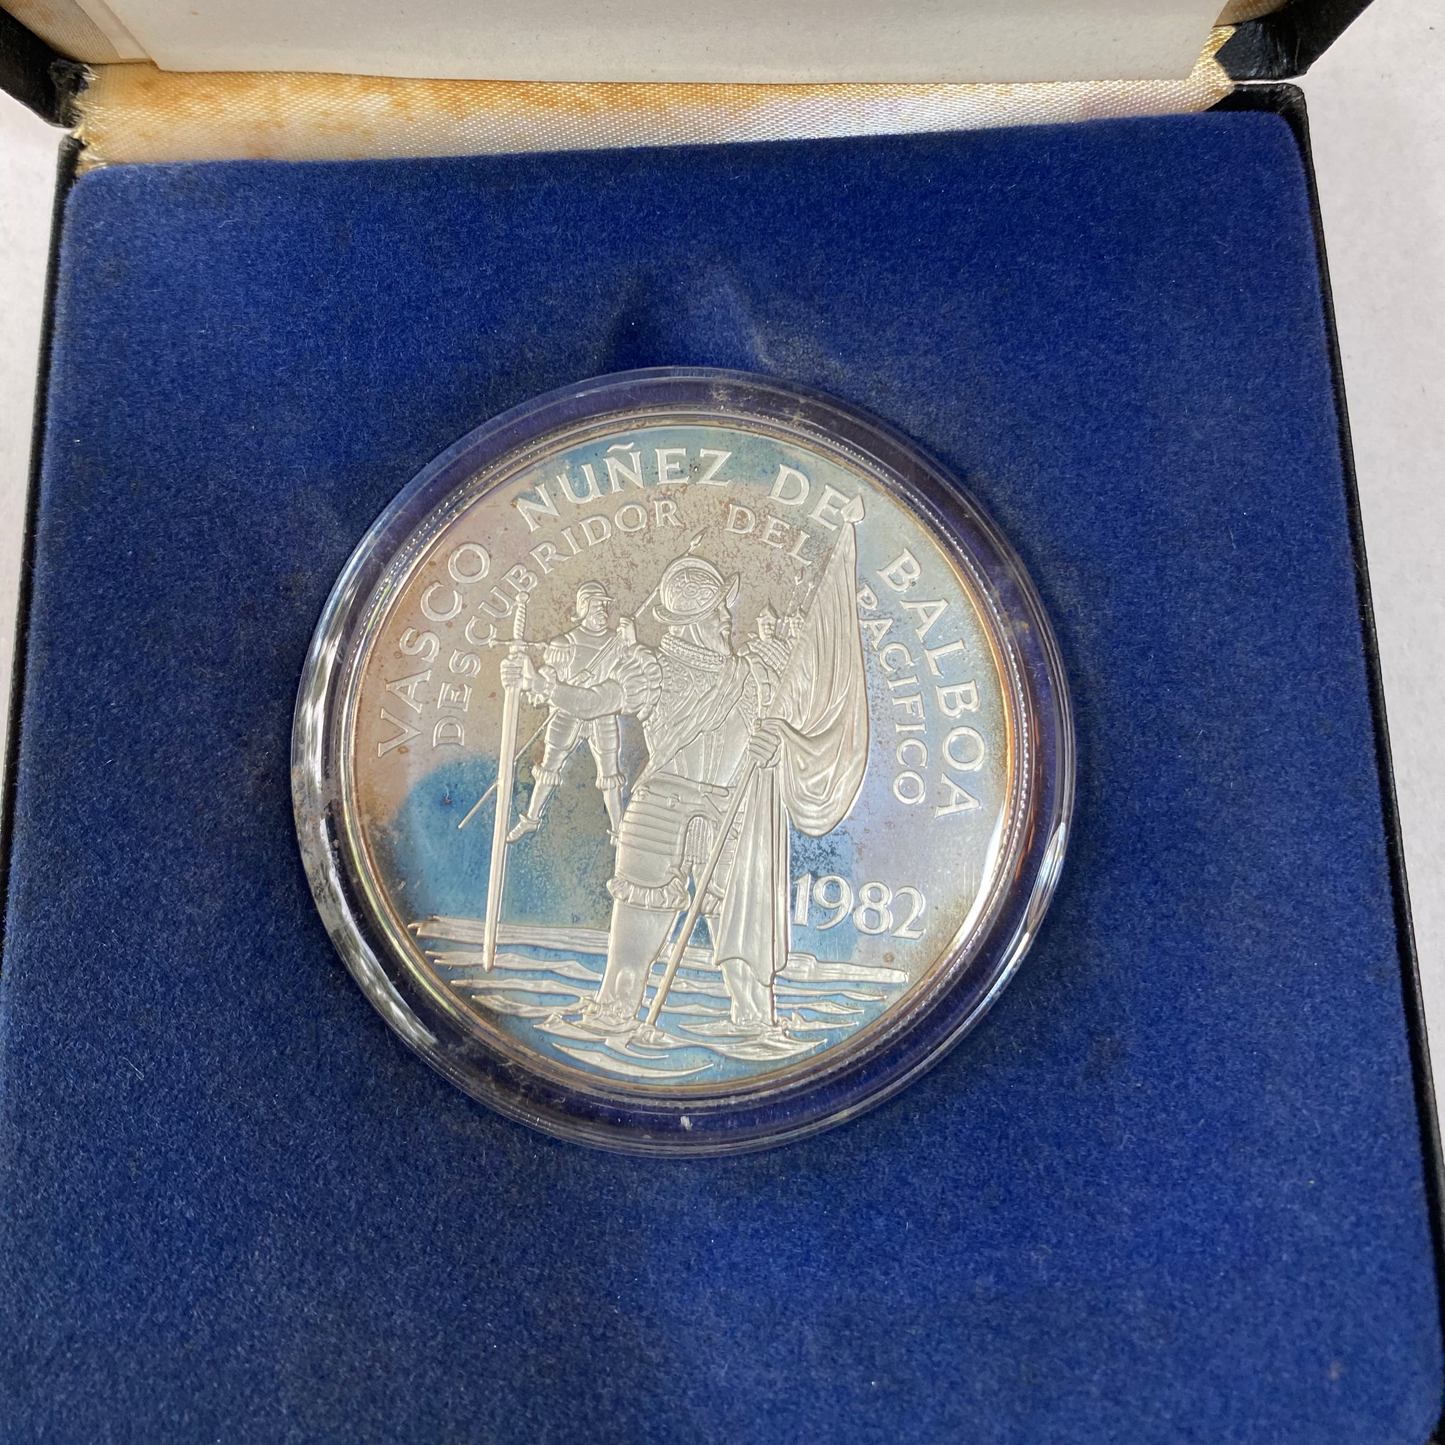 VASCO NUÑEZ DE BALBOA
DESCUBRIDOR DEL PACIFICO
1982